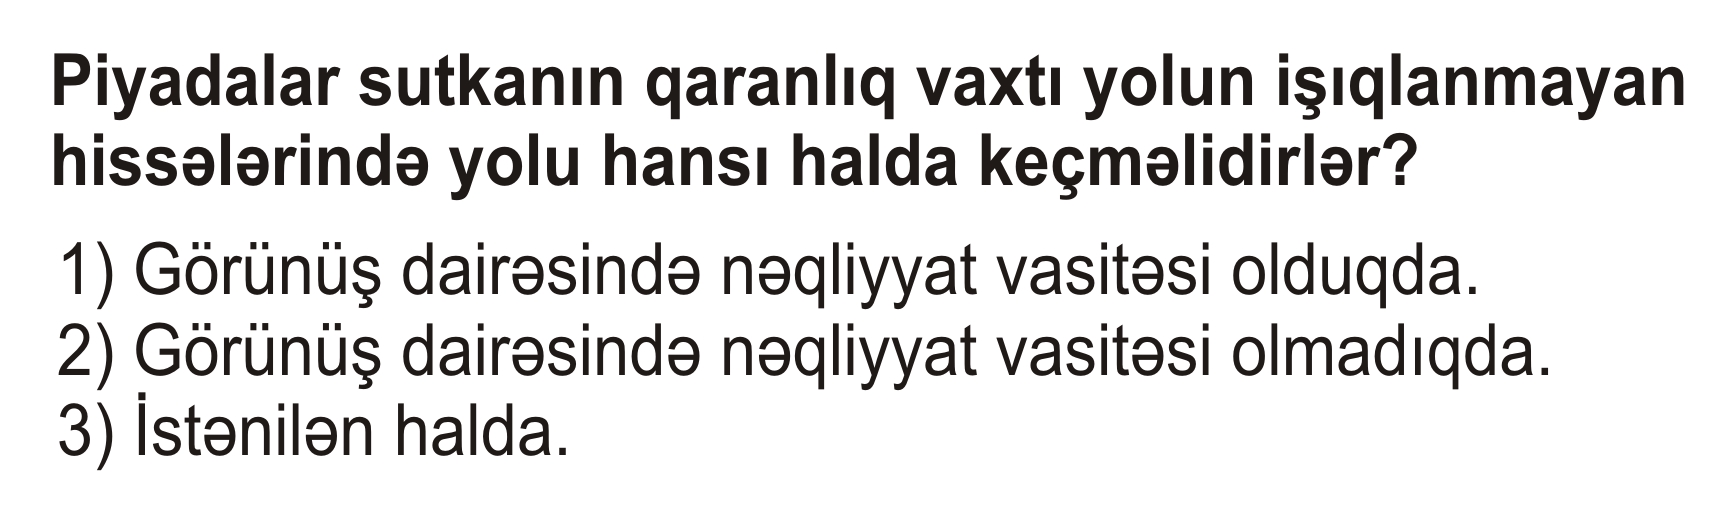 Piyadalar sutkanın qaranlıq vaxtı yolun işıqlanmayan
hissələrində yolu hansı halda keçməlidirlər?
1) Görünüş dairəsində nəqliyyat vasitəsi olduqda.
2) Görünüş dairəsində nəqliyyat vasitəsi olmadıqda.
3) İstənilən halda.